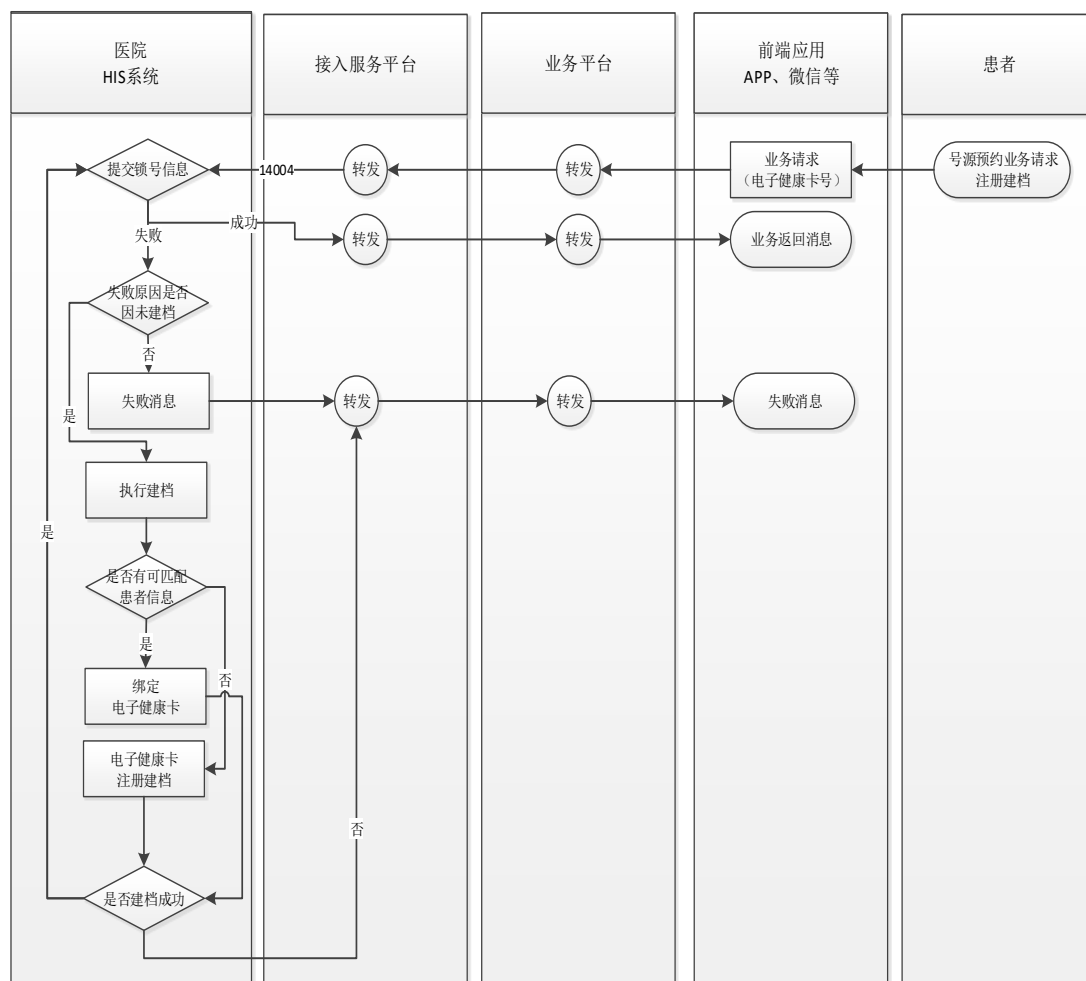 医院
HIS系统
接入服务平台
业务平台
前端应用
APP、微信等
患者
提交锁号信息
14004
转发
转发
业务请求
（电子健康卡号）
号源预约业务请求
注册建档
成功
失败
转发
转发
业务返回消息
失败原因是否
因未建档
否
失败消息
转发
转发
失败消息
是
执行建档
是
是否有可匹配
患者信息
是
否
绑定
电子健康卡
电子健康卡
注册建档
否
是否建档成功